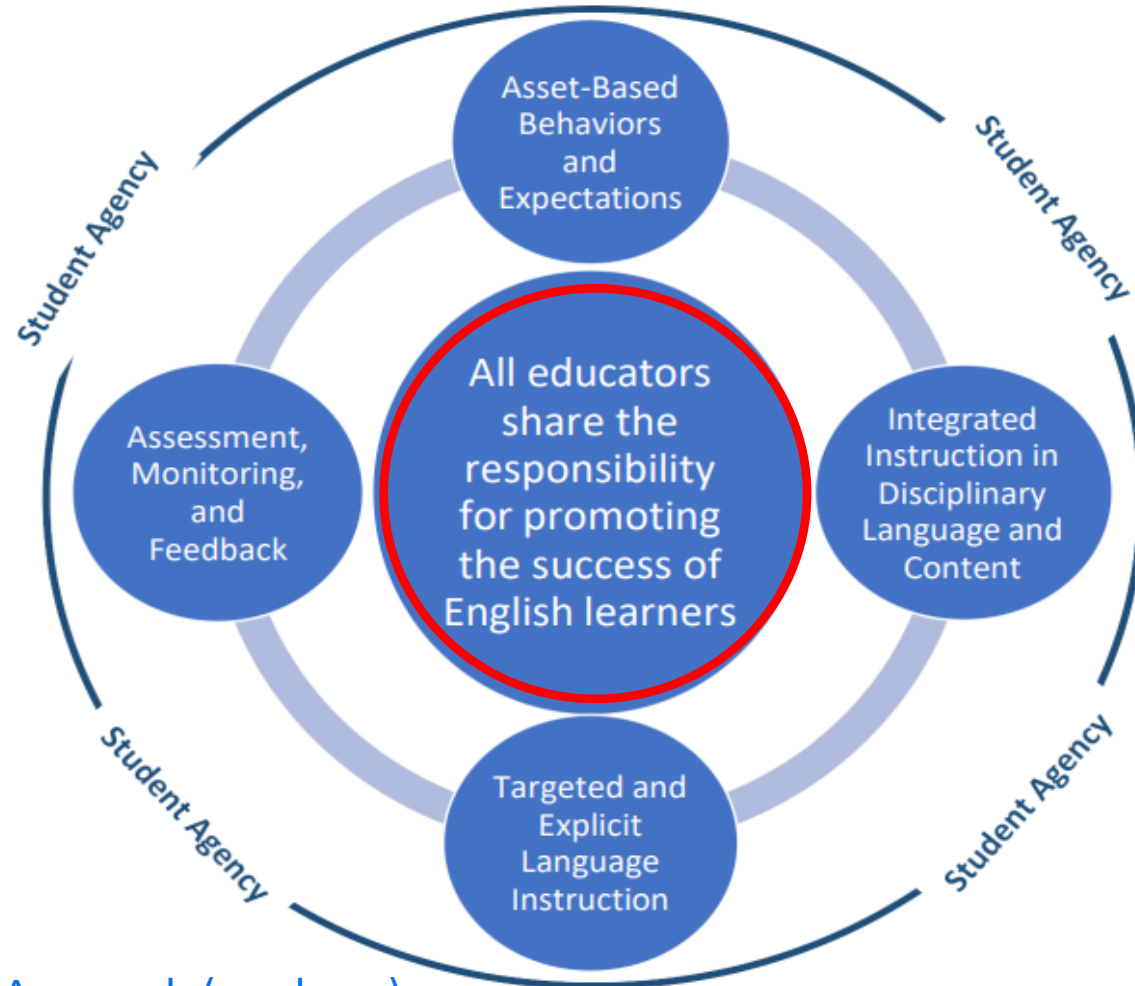 Asset-Based
Behaviors
and
Expectations
Student Agency
Student Agency
All educators
share the
responsibility
for promoting
the success of
English learners
Assessment,
Monitoring,
and
Feedback
Integrated
Instruction in
Disciplinary
Language and
Content
Targeted and
Explicit
Language
Instruction
Student Agency
Student Agency